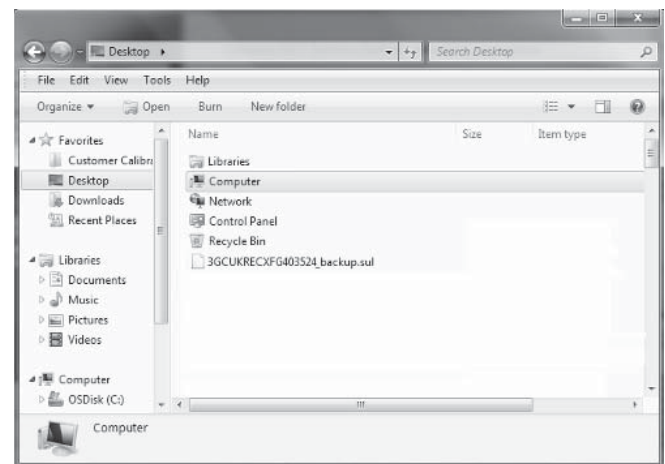 Desktop
Search Desktop
File Edit View Tools Help
Organize Open Burn New folder
Name Size Item type
Favorites
Customer Calibr
Desktop
Downloads
Recent Places
Libraries
Documents
Music
Pictures
Videos
Computer
OSDisk (C:)
Libraries
Computer
Network
Control Panel
Recycle Bin
3GCUKRECXFG403524_backup.sul
Computer